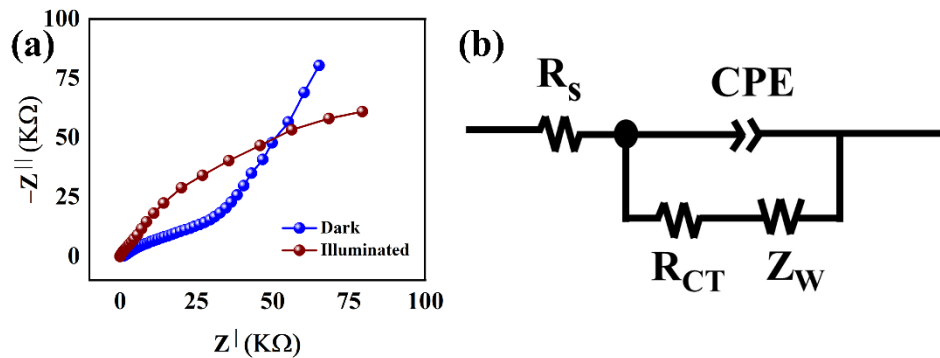 (a)
100
75
50
25
0
–Z|| (KΩ)
Dark
Illuminated
0 25 50 75 100
Z| (KΩ)
(b)
Rs CPE
RCT ZW